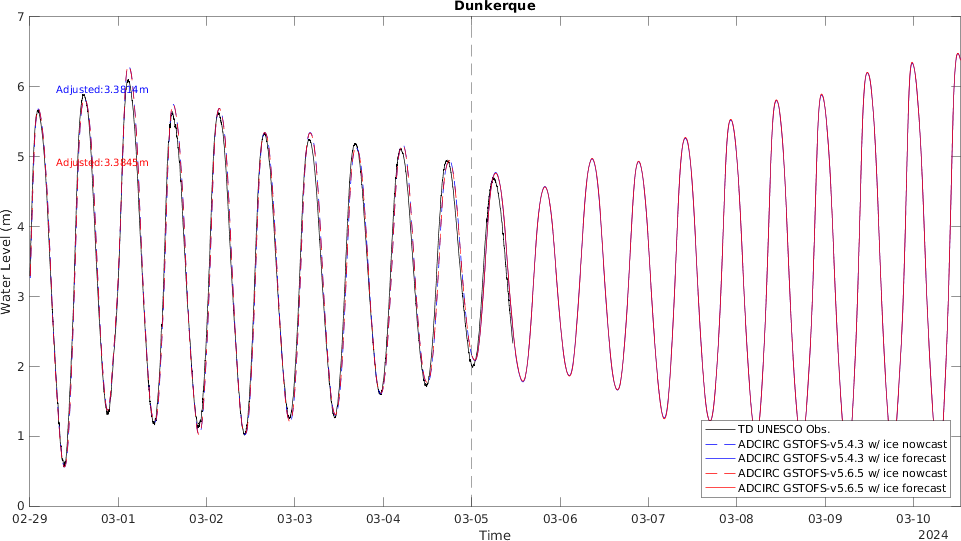 Dunkerque
7
6
5
4
3
2
1
0
Water Level (m)
Adjusted:3.3814m
Adjusted:3.3845m
TD UNESCO Obs.
ADCIRC GSTOFS-v5.4.3 w/ ice nowcast
ADCIRC GSTOFS-v5.4.3 w/ ice forecast
ADCIRC GSTOFS-v5.6.5 w/ ice nowcast
ADCIRC GSTOFS-v5.6.5 w/ ice forecast
02-29 03-01 03-02 03-03 03-04 03-05 03-06 03-07 03-08 03-09 03-10
Time
2024